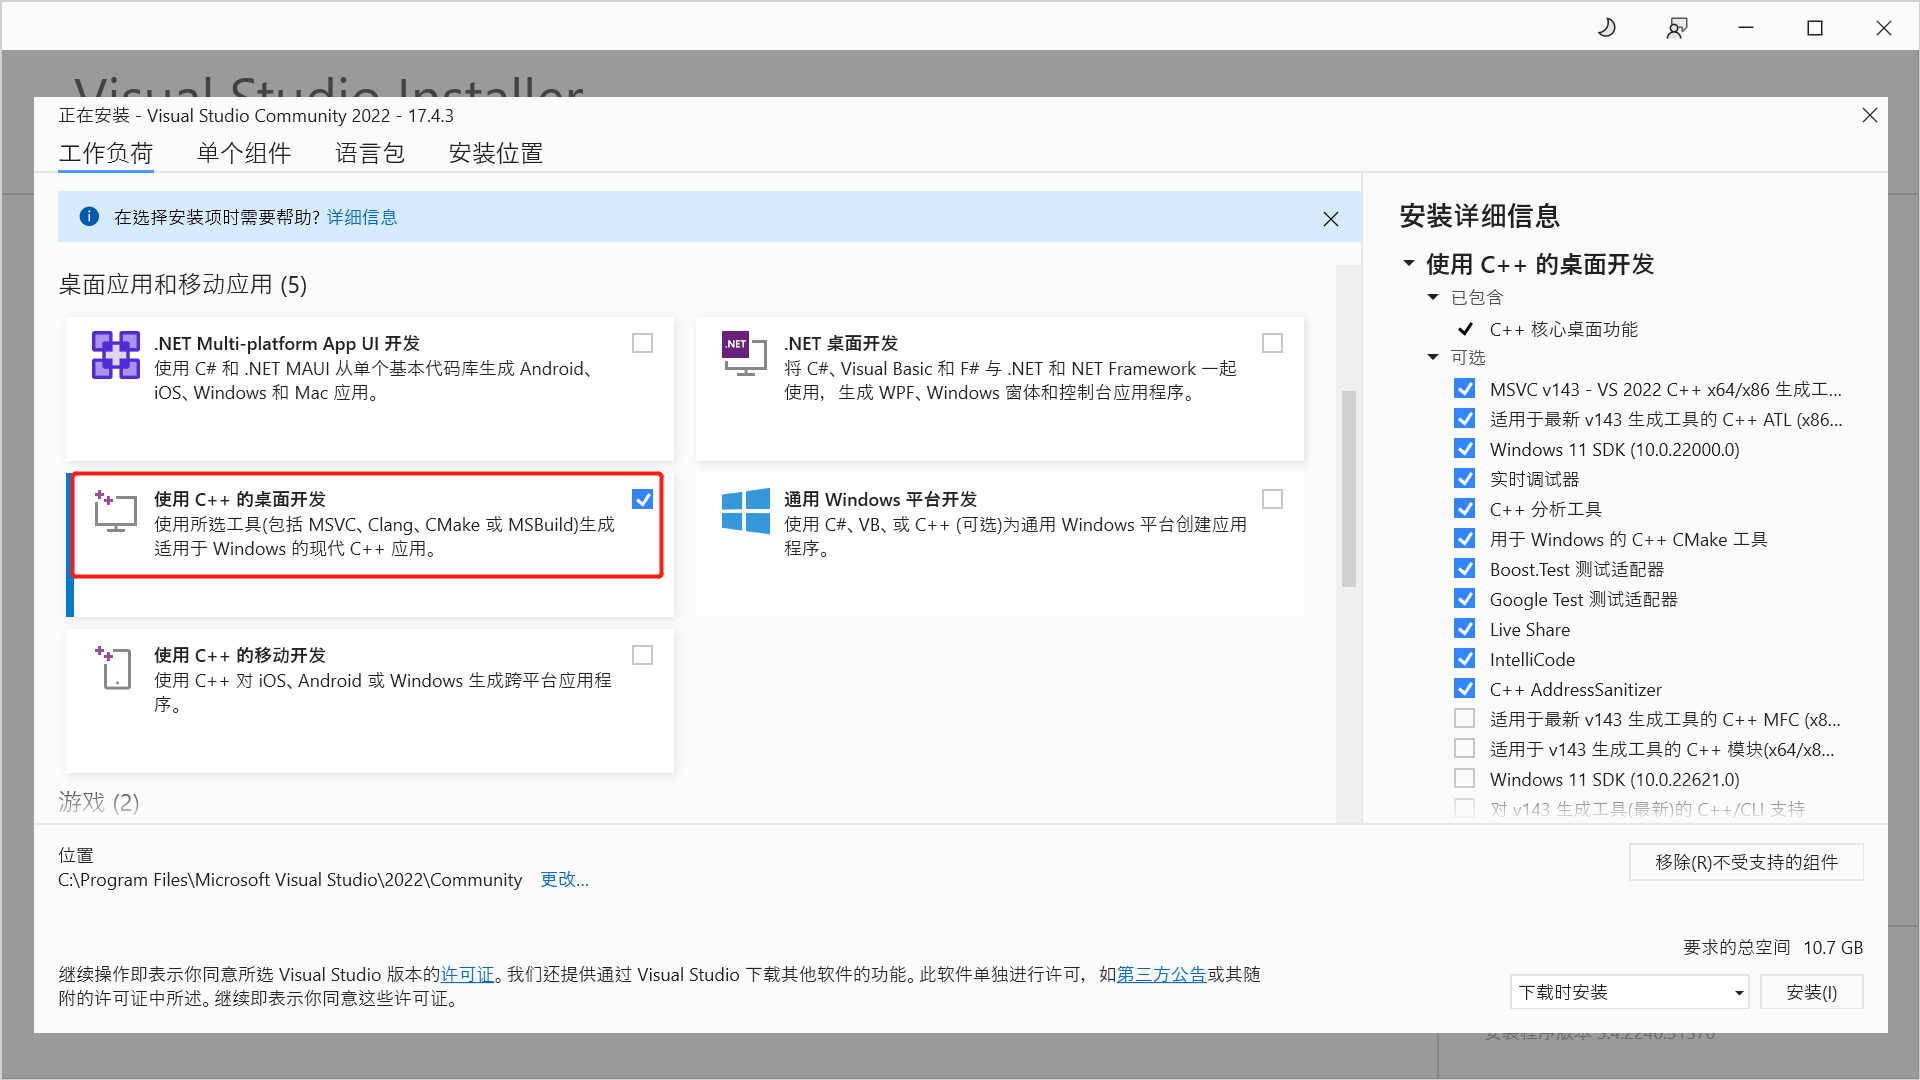 Visual Studio Installer
正在安装 - Visual Studio Community 2022 - 17.4.3
工作负荷 单个组件 语言包 安装位置
在选择安装项时需要帮助? 详细信息
桌面应用和移动应用 (5)
.NET Multi-platform App UI 开发
使用 C# 和 .NET MAUI 从单个基本代码库生成 Android、
iOS、Windows 和 Mac 应用。
.NET
.NET 桌面开发
将 C#、Visual Basic 和 F# 与 .NET 和 NET Framework 一起
使用，生成 WPF、Windows 窗体和控制台应用程序。
使用 C++ 的桌面开发
使用所选工具(包括 MSVC、Clang、CMake 或 MSBuild)生成
适用于 Windows 的现代 C++ 应用。
通用 Windows 平台开发
使用 C#、VB、或 C++ (可选)为通用 Windows 平台创建应用
程序。
使用 C++ 的移动开发
使用 C++ 对 iOS、Android 或 Windows 生成跨平台应用程
序。
游戏 (2)
安装详细信息
使用 C++ 的桌面开发
已包含
C++ 核心桌面功能
可选
MSVC v143 - VS 2022 C++ x64/x86 生成工...
适用于最新 v143 生成工具的 C++ ATL (x86...
Windows 11 SDK (10.0.22000.0)
实时调试器
C++ 分析工具
用于 Windows 的 C++ CMake 工具
Boost.Test 测试适配器
Google Test 测试适配器
Live Share
IntelliCode
C++ AddressSanitizer
适用于最新 v143 生成工具的 C++ MFC (x8...
适用于 v143 生成工具的 C++ 模块(x64/x8...
Windows 11 SDK (10.0.22621.0)
对 v143 生成工具(最新)的 C++/CLI 支持
位置
C:\Program Files\Microsoft Visual Studio\2022\Community 更改...
移除(R)不受支持的组件
要求的总空间 10.7 GB
继续操作即表示你同意所选 Visual Studio 版本的许可证。我们还提供通过 Visual Studio 下载其他软件的功能。此软件单独进行许可，如第三方公告或其随
附的许可证中所述。继续即表示你同意这些许可证。
下载时安装
安装(I)